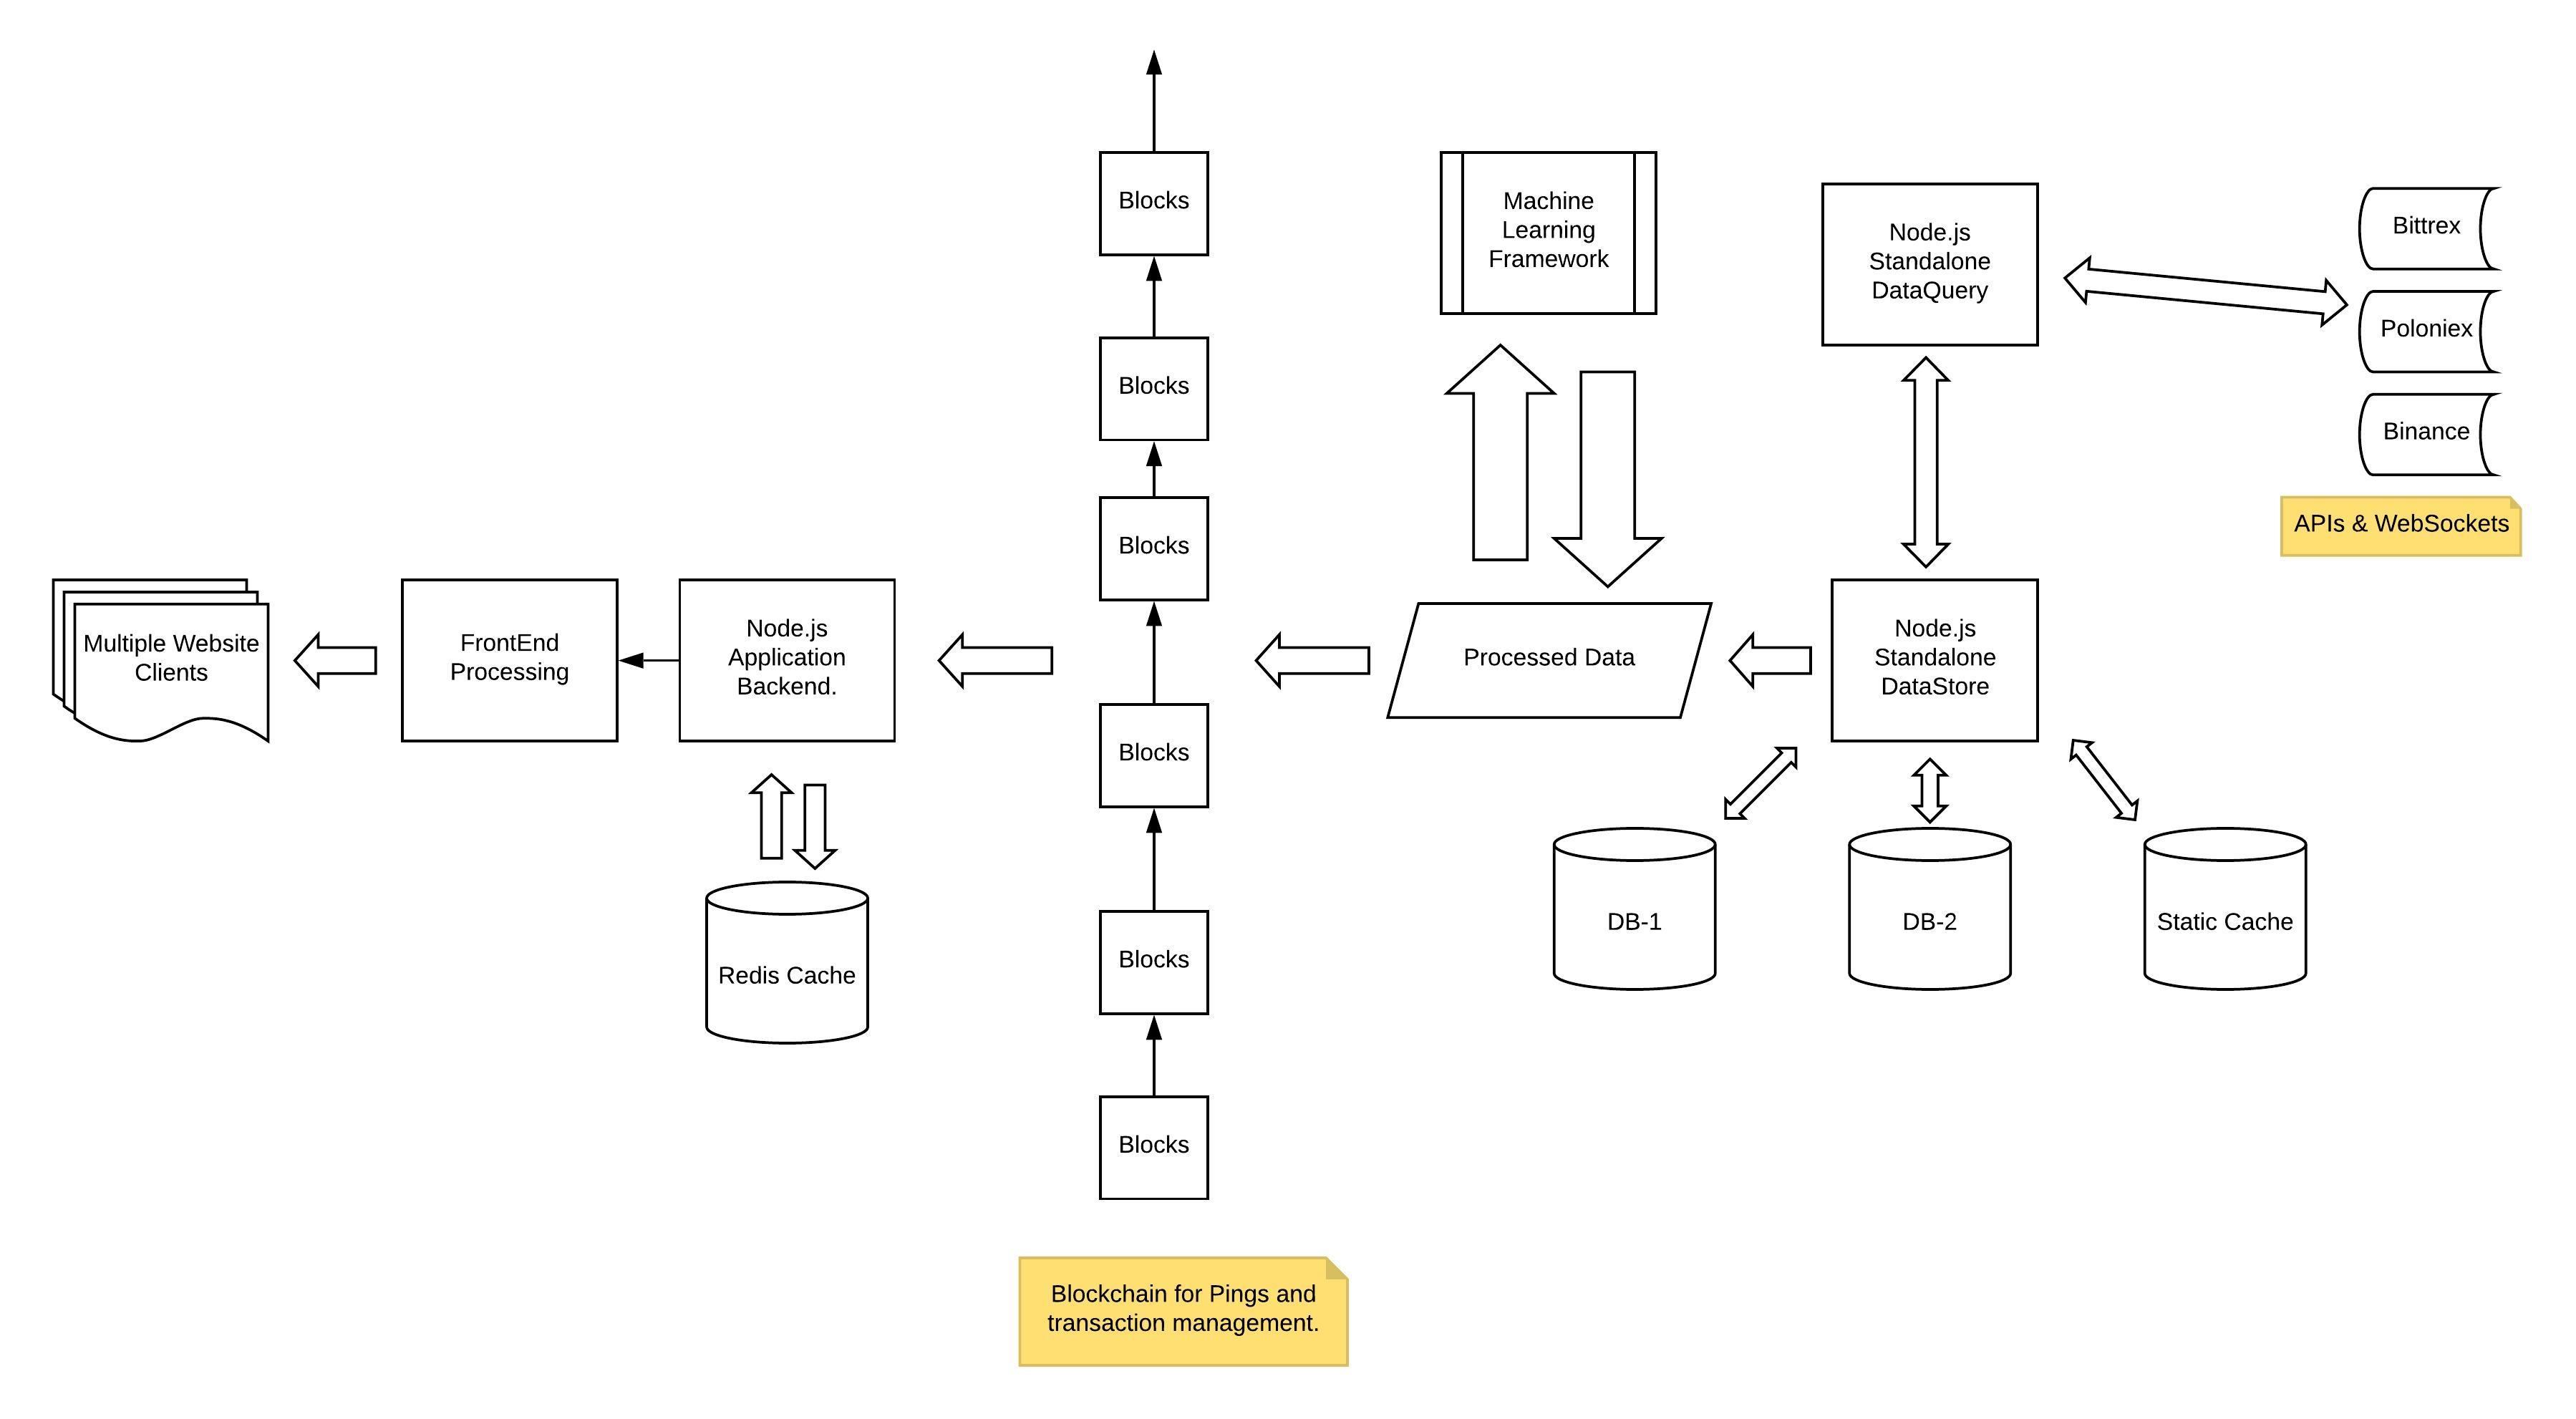 Blocks
Machine
Learning
Framework
Node.js
Standalone
DataQuery
Bittrex
Poloniex
Binance
APIs & WebSockets
Blocks
Blocks
Multiple Website
Clients
FrontEnd
Processing
Node.js
Application
Backend.
Processed Data
Node.js
Standalone
DataStore
Blocks
Redis Cache
Blocks
DB-1
DB-2
Static Cache
Blocks
Blockchain for Pings and
transaction management.